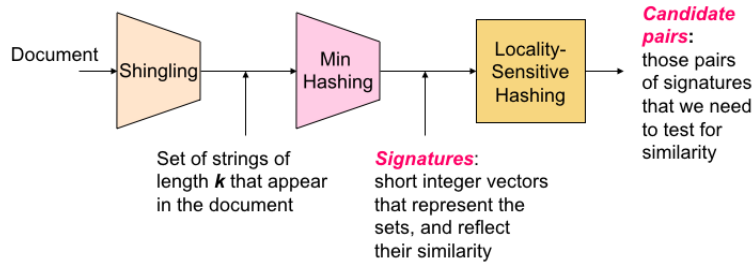 Document
Shingling
Min
Hashing
Locality-
Sensitive
Hashing
Candidate
pairs:
those pairs
of signatures
that we need
to test for
similarity
Set of strings of
length k that appear
in the document
Signatures:
short integer vectors
that represent the
sets, and reflect
their similarity